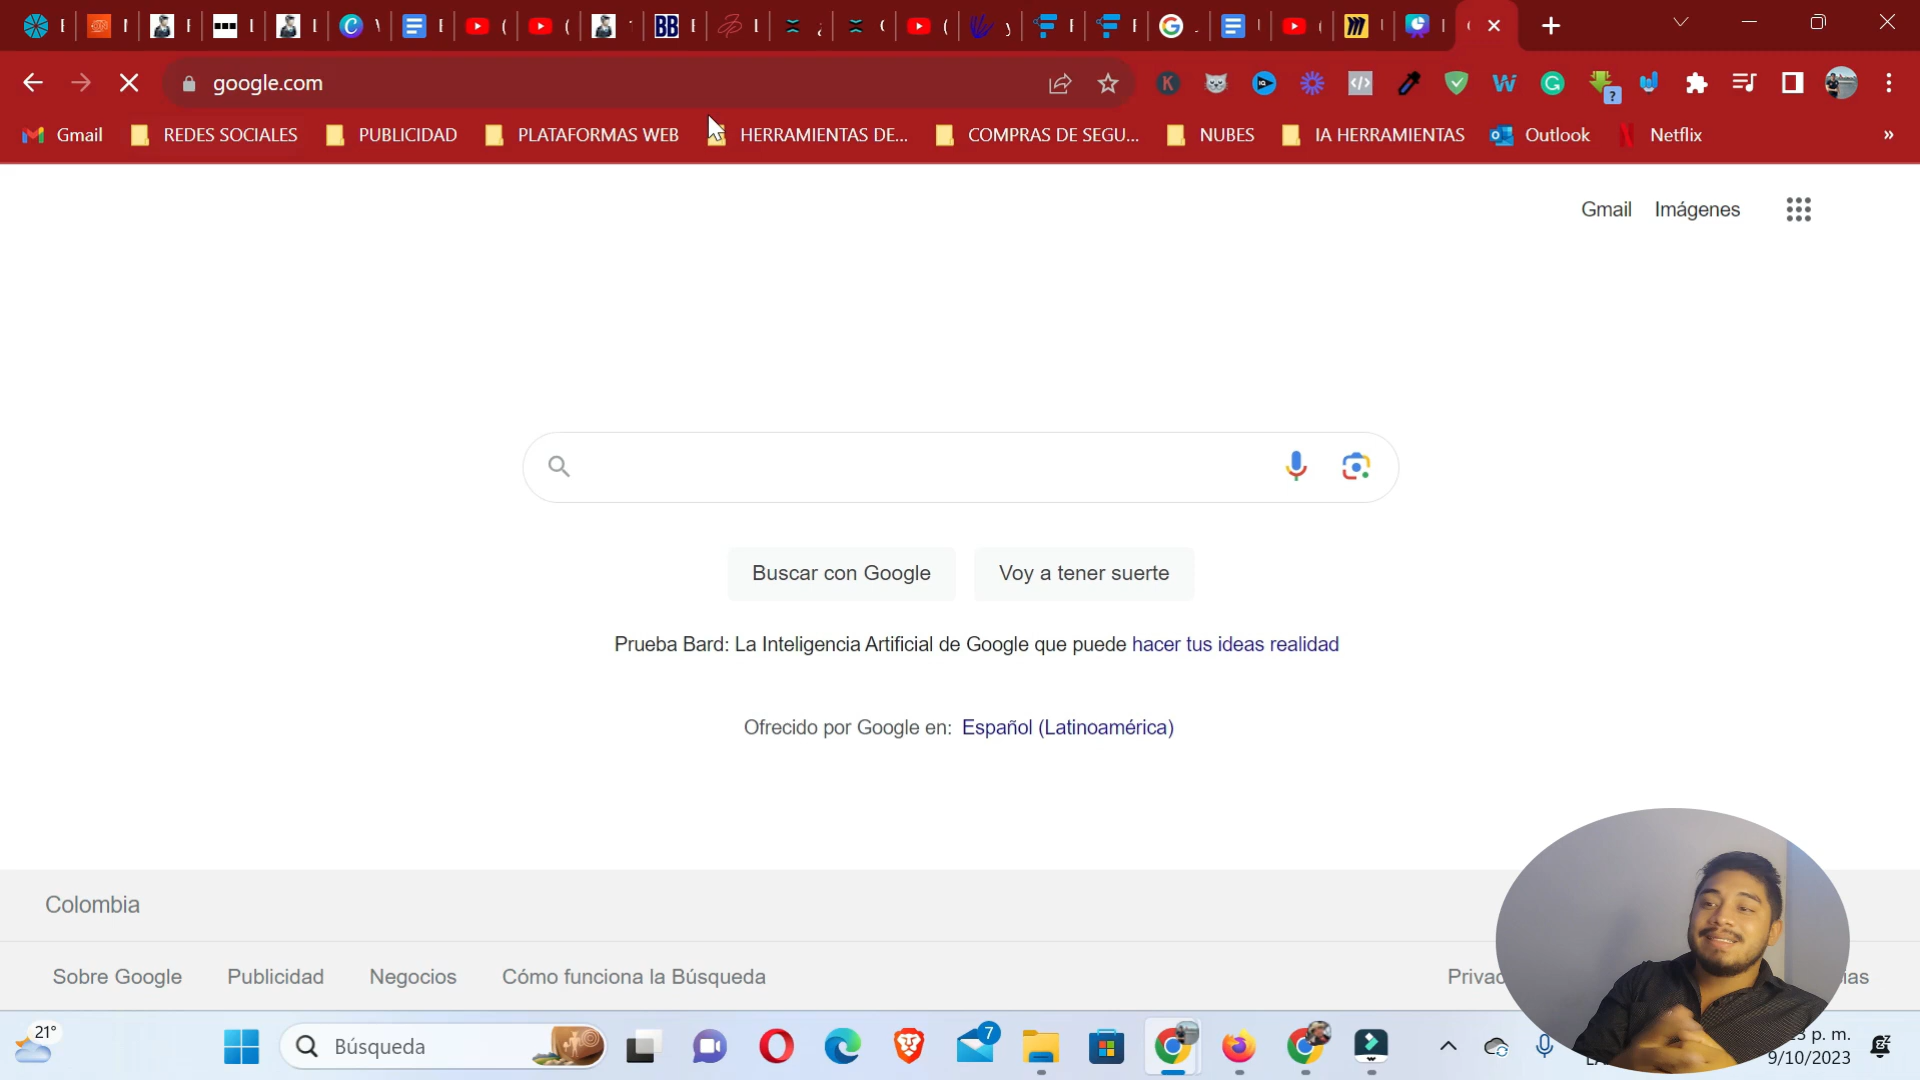 google.com
Gmail REDES SOCIALES PUBLICIDAD PLATAFORMAS WEB HERRAMIENTAS DE... COMPRAS DE SEGU... NUBES IA HERRAMIENTAS Outlook Netflix »
Gmail Imágenes
Buscar con Google Voy a tener suerte
Prueba Bard: La Inteligencia Artificial de Google que puede hacer tus ideas realidad
Ofrecido por Google en: Español (Latinoamérica)
Colombia
Sobre Google Publicidad Negocios Cómo funciona la Búsqueda
21° Búsqueda 7 p. m.
9/10/2023